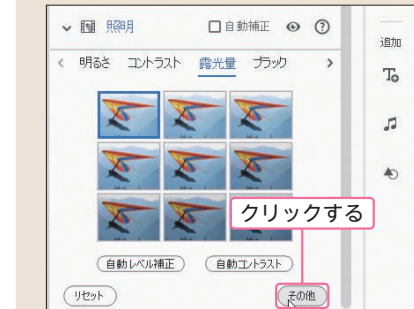 照明 自動補正
追加
明るさ コントラスト 露光量 ブラック
クリックする
自動レベル補正 自動コントラスト
リセット その他